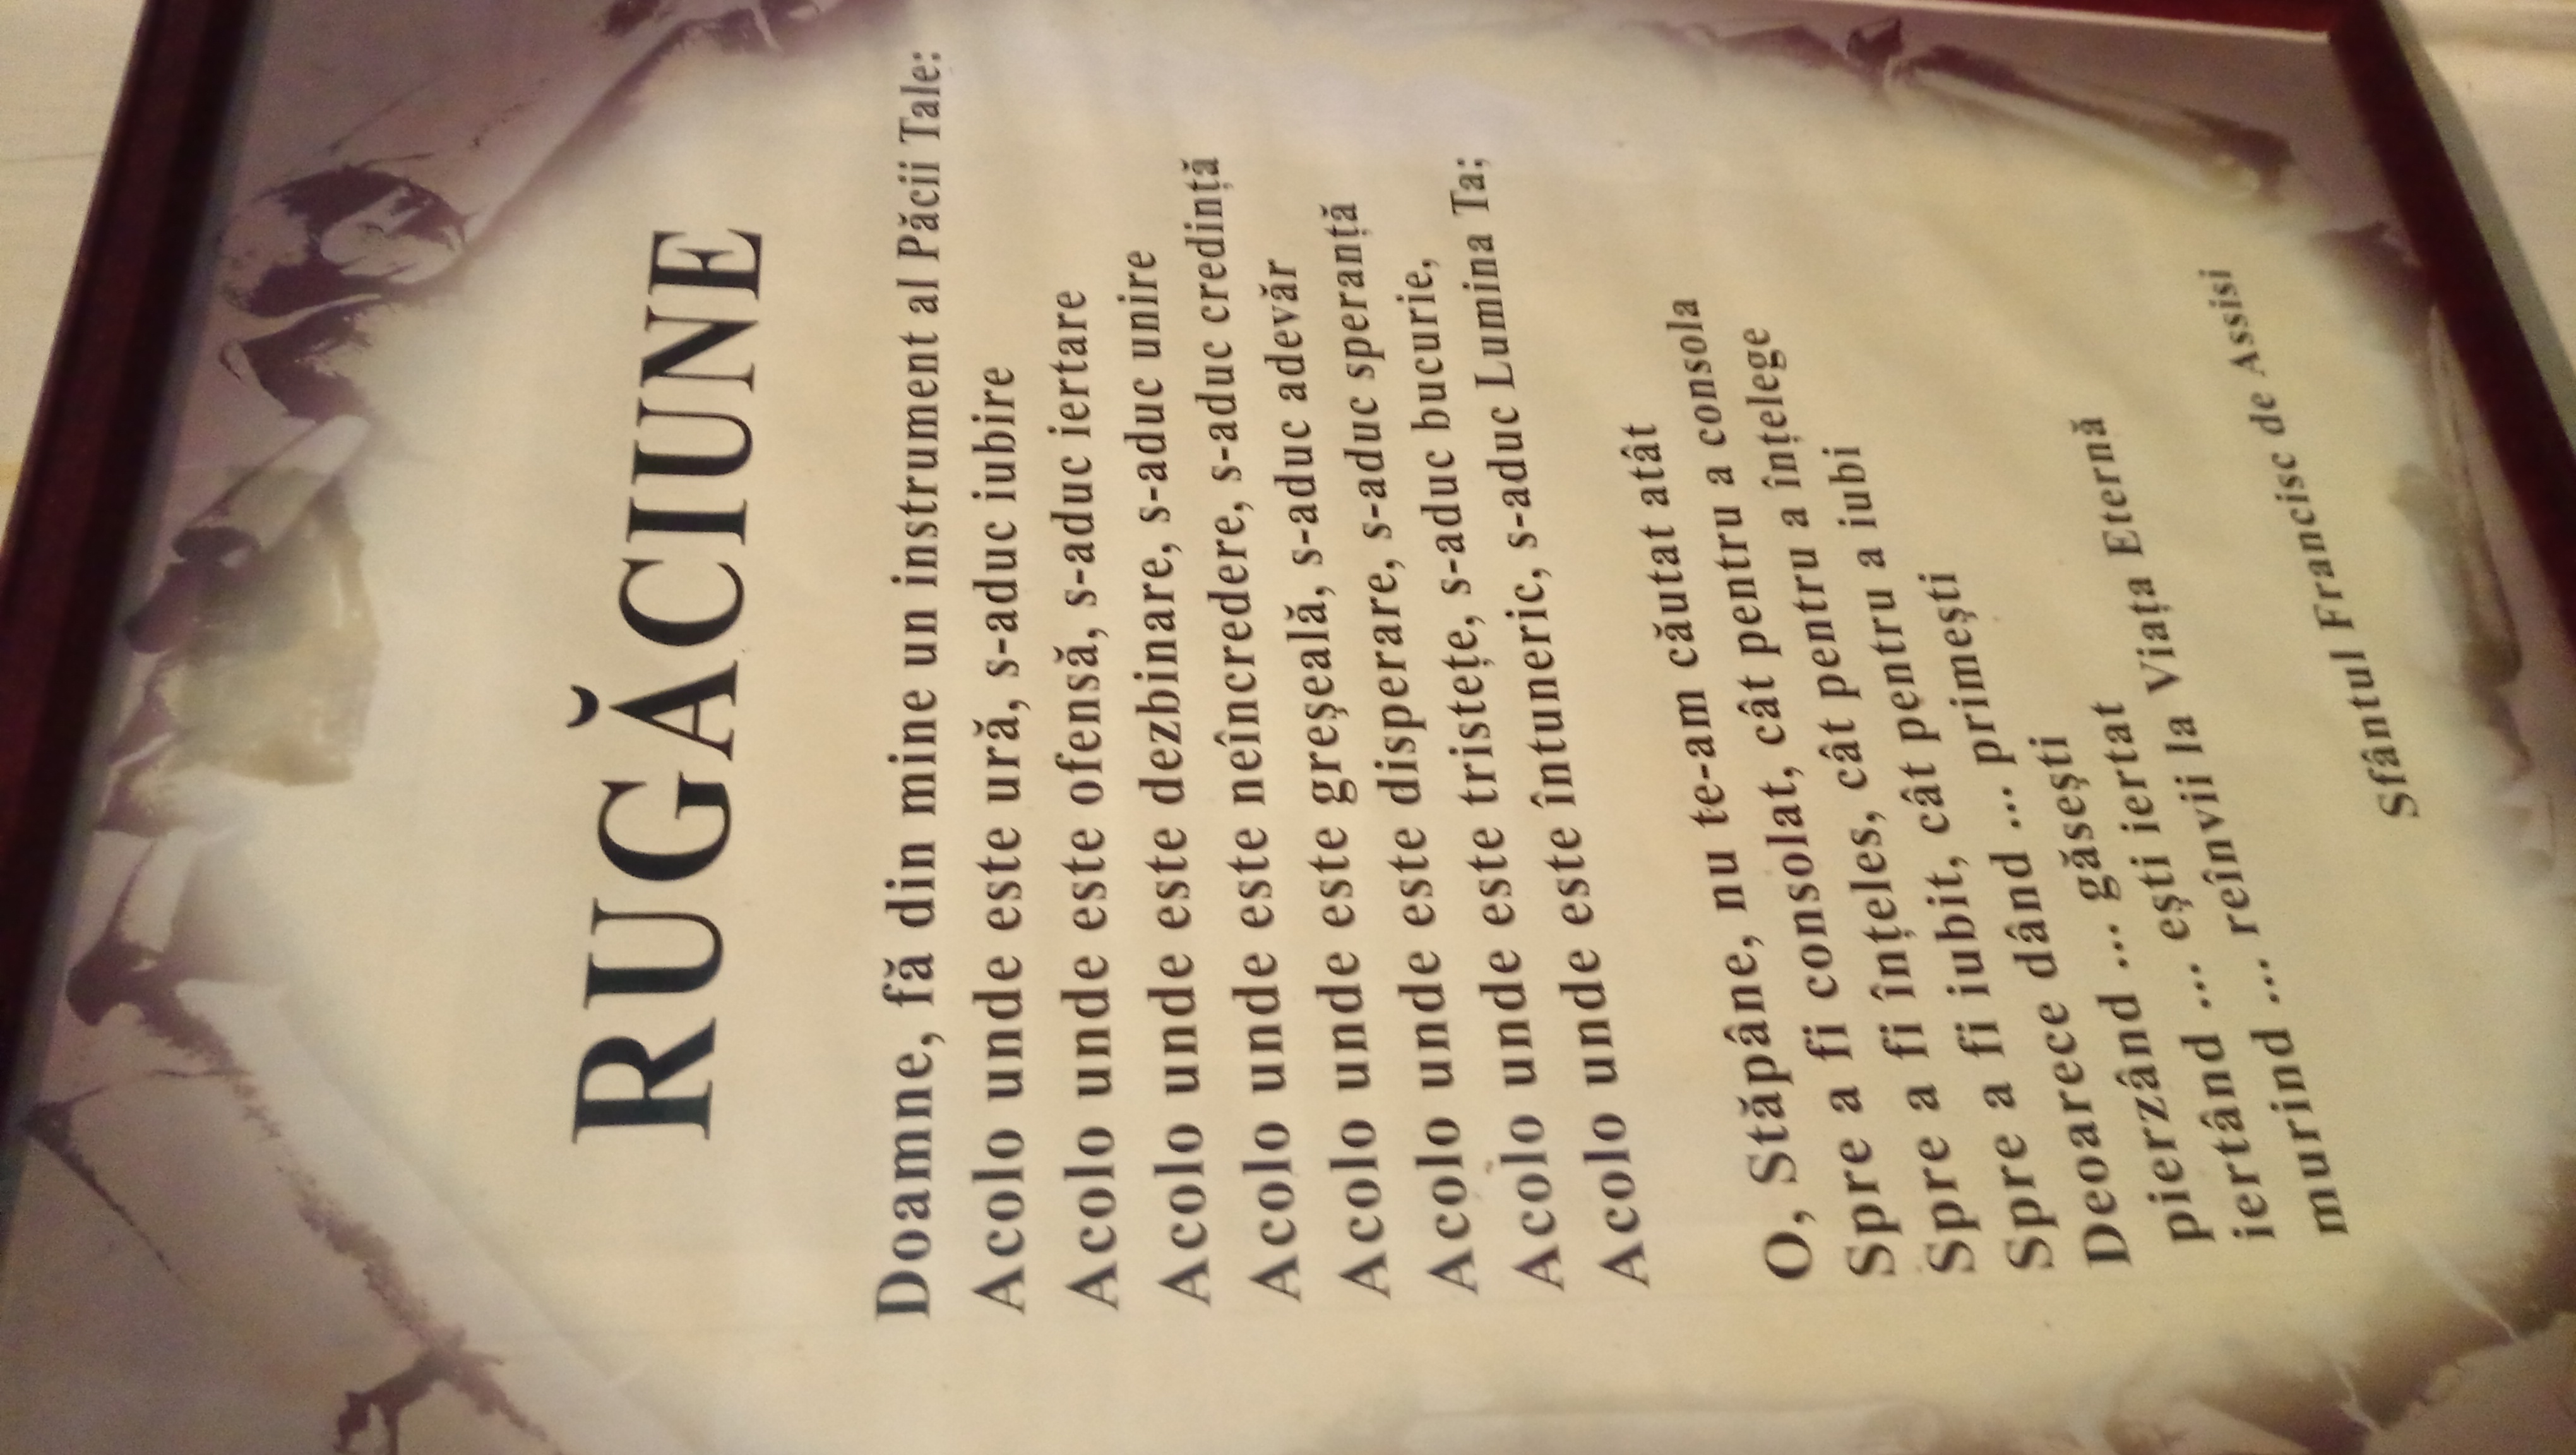 RUGĂCIUNE
Doamne, fă din mine un instrument al Păcii Tale:
Acolo unde este ură, s-aduc iubire
Acolo unde este ofensă, s-aduc iertare
Acolo unde este dezbinare, s-aduc unire
Acolo unde este neîncredere, s-aduc credință
Acolo unde este greșeală, s-aduc adevăr
Acolo unde este disperare, s-aduc speranță
Acolo unde este tristețe, s-aduc bucurie,
Acolo unde este întuneric, s-aduc Lumina Ta;
O, Stăpâne, nu te-am căutat atât
Spre a fi consolat, cât pentru a consola
Spre a fi înțeles, cât pentru a înțelege
Spre a fi iubit, cât pentru a iubi
Deoarece dând ... primești
pierzând ... găsești
iertând ... ești iertat
murind ... reînvii la Viața Eternă
Sfântul Francisc de Assisi